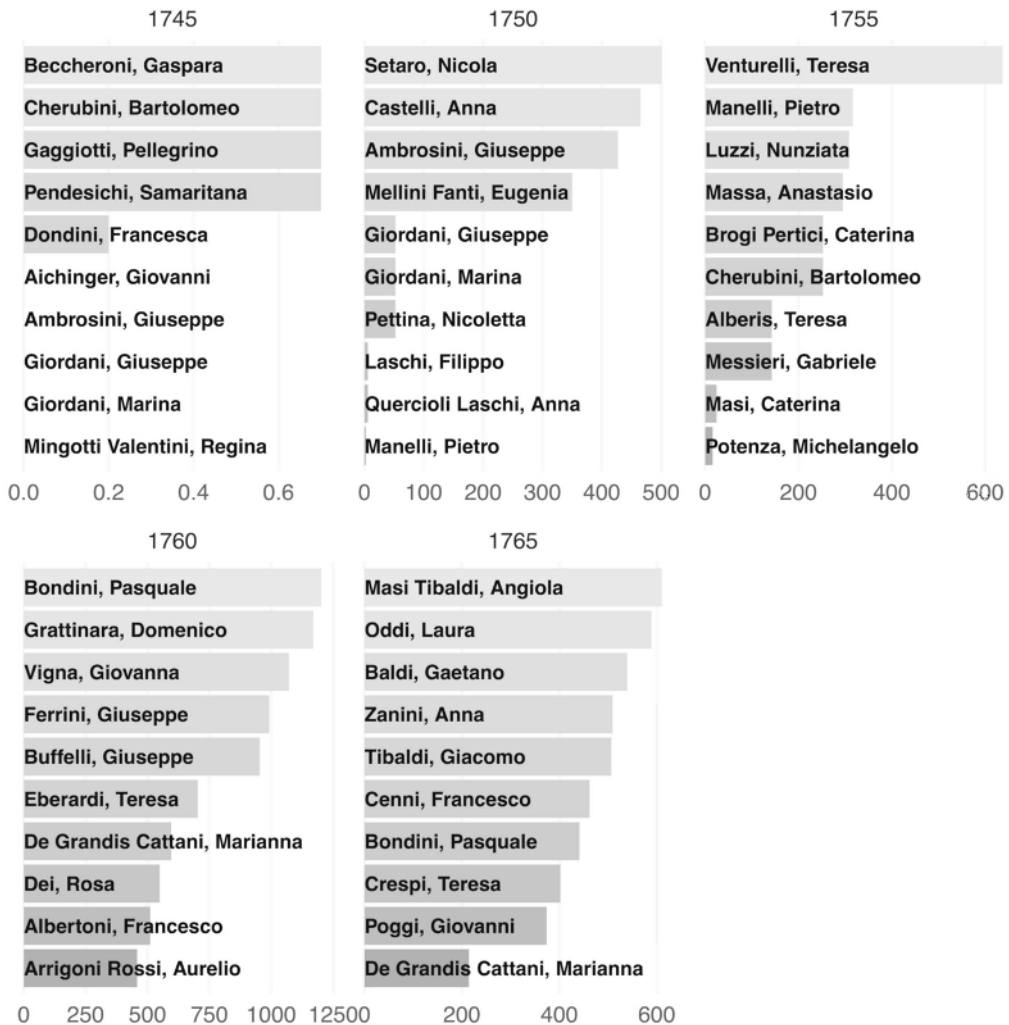 1745
Beccheroni, Gaspara
Cherubini, Bartolomeo
Gaggiotti, Pellegrino
Pendesichi, Samaritana
Dondini, Francesca
Aichinger, Giovanni
Ambrosini, Giuseppe
Giordani, Giuseppe
Giordani, Marina
Mingotti Valentini, Regina
0.0 0.2 0.4 0.6
1750
Setaro, Nicola
Castelli, Anna
Ambrosini, Giuseppe
Mellini Fanti, Eugenia
Giordani, Giuseppe
Giordani, Marina
Pettina, Nicoletta
Laschi, Filippo
Quercioli Laschi, Anna
Manelli, Pietro
0 100 200 300 400 500
1755
Venturelli, Teresa
Manelli, Pietro
Luzzi, Nunziata
Massa, Anastasio
Brogi Pertici, Caterina
Cherubini, Bartolomeo
Alberis, Teresa
Messieri, Gabriele
Masi, Caterina
Potenza, Michelangelo
0 200 400 600
1760
Bondini, Pasquale
Grattinara, Domenico
Vigna, Giovanna
Ferrini, Giuseppe
Buffelli, Giuseppe
Eberardi, Teresa
De Grandis Cattani, Marianna
Dei, Rosa
Albertoni, Francesco
Arrigoni Rossi, Aurelio
0 250 500 750 1000 1250
1765
Masi Tibaldi, Angiola
Oddi, Laura
Baldi, Gaetano
Zanini, Anna
Tibaldi, Giacomo
Cenni, Francesco
Bondini, Pasquale
Crespi, Teresa
Poggi, Giovanni
De Grandis Cattani, Marianna
0 200 400 600